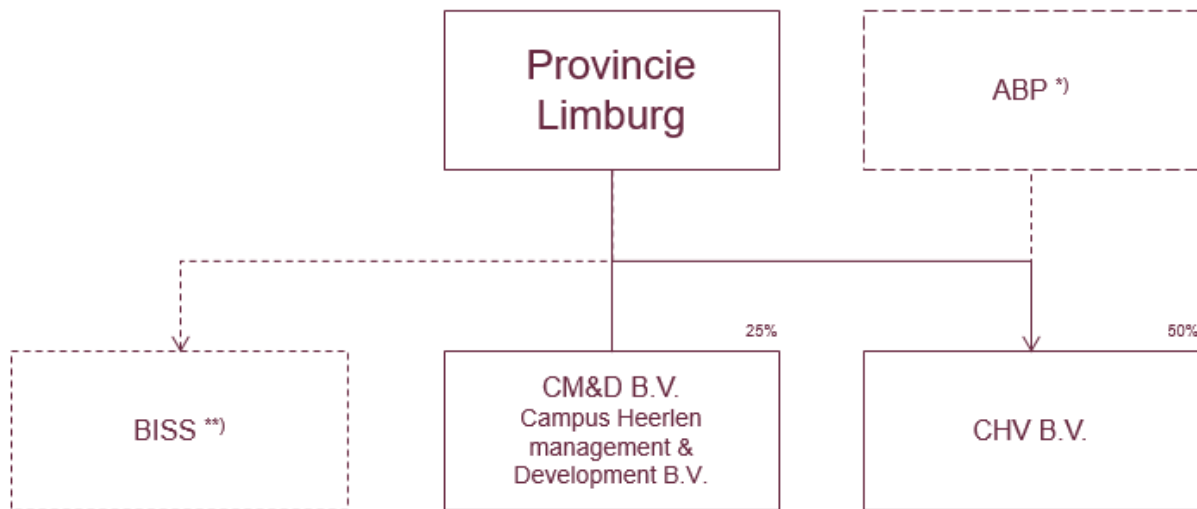 Provincie
Limburg
ABP *)
25%
50%
BISS **)
CM&D B.V.
Campus Heerlen
management &
Development B.V.
CHV B.V.